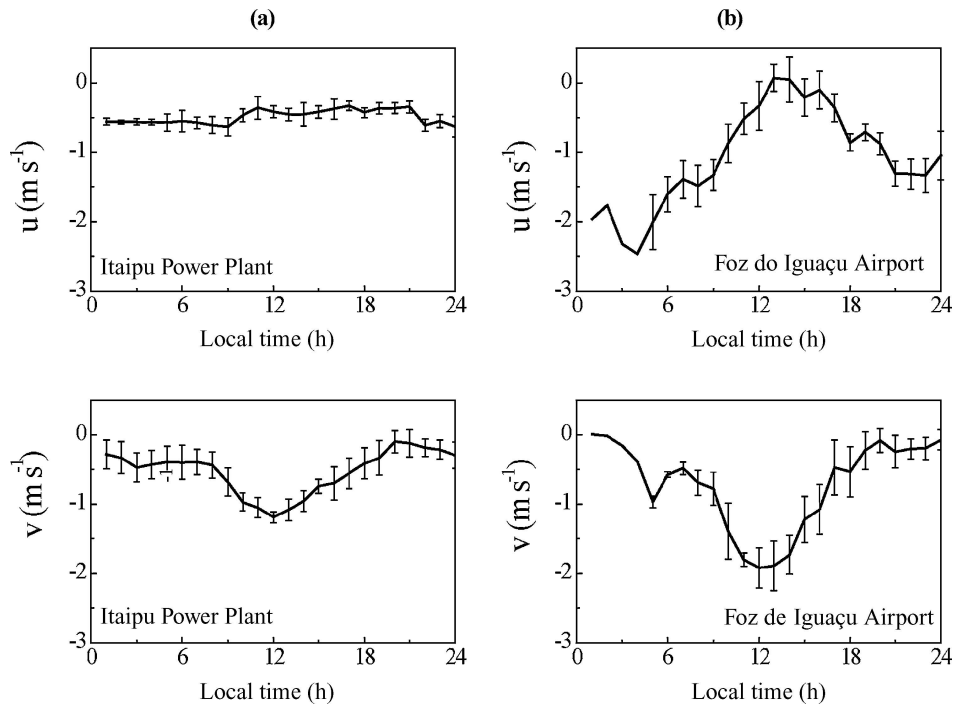 (a)
(b)
0
-1
-2
-3
u (m s-1)
Itaipu Power Plant
0 6 12 18 24
Local time (h)
0
-1
-2
-3
u (m s-1)
Foz do Iguaçu Airport
0 6 12 18 24
Local time (h)
0
-1
-2
-3
v (m s-1)
-1
Itaipu Power Plant
0 6 12 18 24
Local time (h)
0
-1
-2
-3
v (m s-1)
Foz de Iguaçu Airport
0 6 12 18 24
Local time (h)